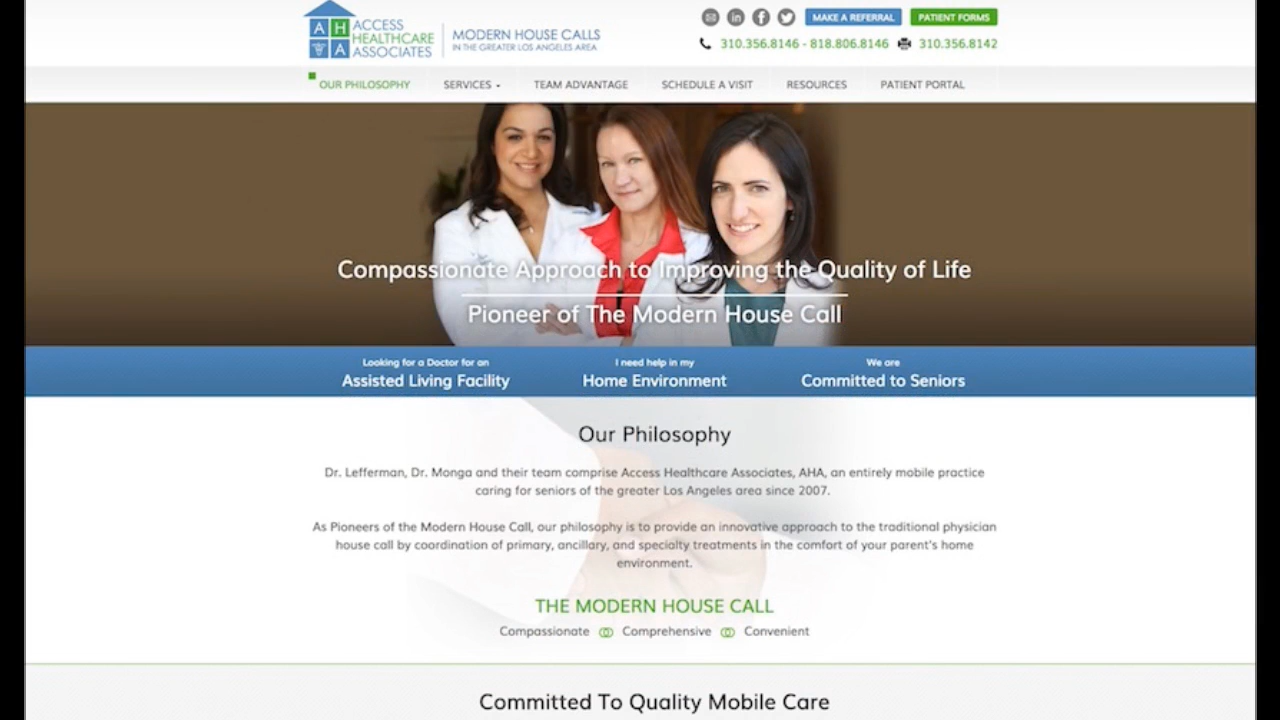 A H A
ACCESS
HEALTHCARE
ASSOCIATES
MODERN HOUSE CALLS
IN THE GREATER LOS ANGELES AREA
MAKE A REFERRAL
PATIENT FORMS
310.356.8146 - 818.806.8146
310.356.8142
OUR PHILOSOPHY SERVICES TEAM ADVANTAGE SCHEDULE A VISIT RESOURCES PATIENT PORTAL
Compassionate Approach to Improving the Quality of Life
Pioneer of The Modern House Call
Looking for a Doctor for an
Assisted Living Facility
I need help in my
Home Environment
We are
Committed to Seniors
Our Philosophy
Dr. Lefferman, Dr. Monga and their team comprise Access Healthcare Associates, AHA, an entirely mobile practice
caring for seniors of the greater Los Angeles area since 2007.
As Pioneers of the Modern House Call, our philosophy is to provide an innovative approach to the traditional physician
house call by coordination of primary, ancillary, and specialty treatments in the comfort of your parent's home
environment.
THE MODERN HOUSE CALL
Compassionate Comprehensive Convenient
Committed To Quality Mobile Care